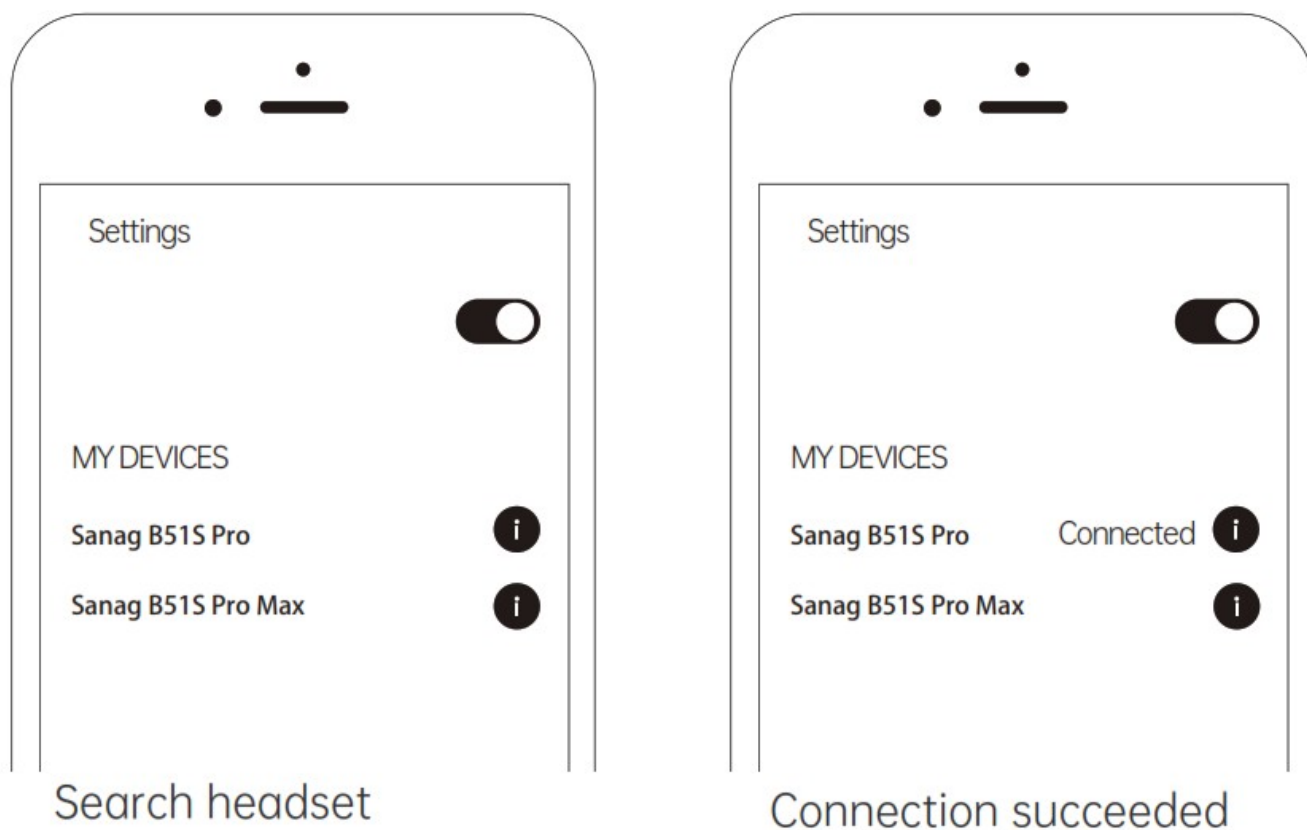 Settings
MY DEVICES
Sanag B51S Pro i
Sanag B51S Pro Max i
Search headset
Settings
MY DEVICES
Sanag B51S Pro Connected i
Sanag B51S Pro Max i
Connection succeeded